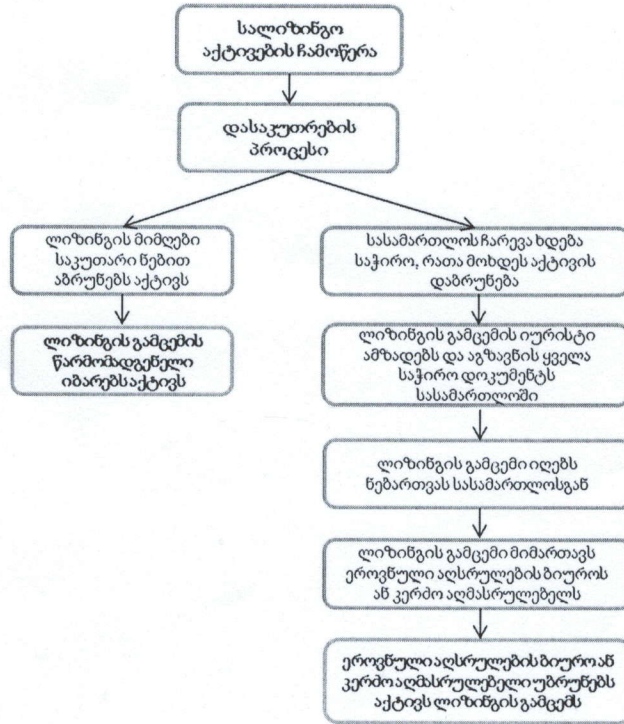 სალიზინგო
აქტივების ჩამოწერა
დასაკუთრების
პროცესი
ლიზინგის მიმღები
საკუთარი ნებით
აბრუნებს აქტივს
ლიზინგის გამცემის
წარმომადგენელი
იბარებს აქტივს
სასამართლოს ჩარევა ხდება
საჭირო, რათა მოხდეს აქტივის
დაბრუნება
ლიზინგის გამცემის იურისტი
ამზადებს და აგზავნის ყველა
საჭირო დოკუმენტს
სასამართლოში
ლიზინგის გამცემი იღებს
ნებართვას სასამართლოსგან
ლიზინგის გამცემი მიმართავს
ეროვნული აღსრულების ბიუროს
ან კერძო აღმასრულებელს
ეროვნული აღსრულების ბიურო ან
კერძო აღმასრულებელი უბრუნებს
აქტივს ლიზინგის გამცემს